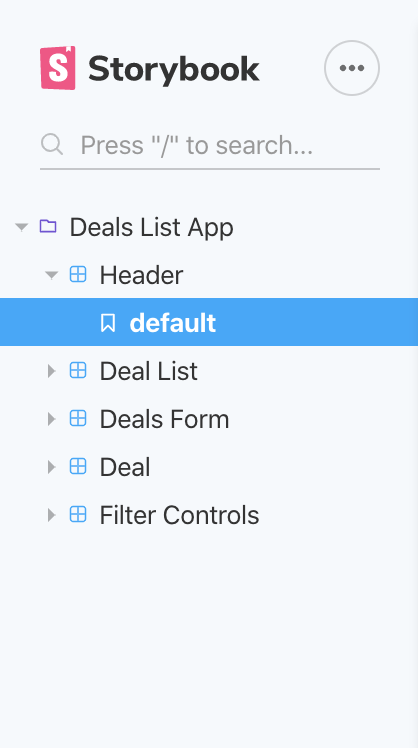 Storybook
Press "/" to search...
Deals List App
Header
default
Deal List
Deals Form
Deal
Filter Controls